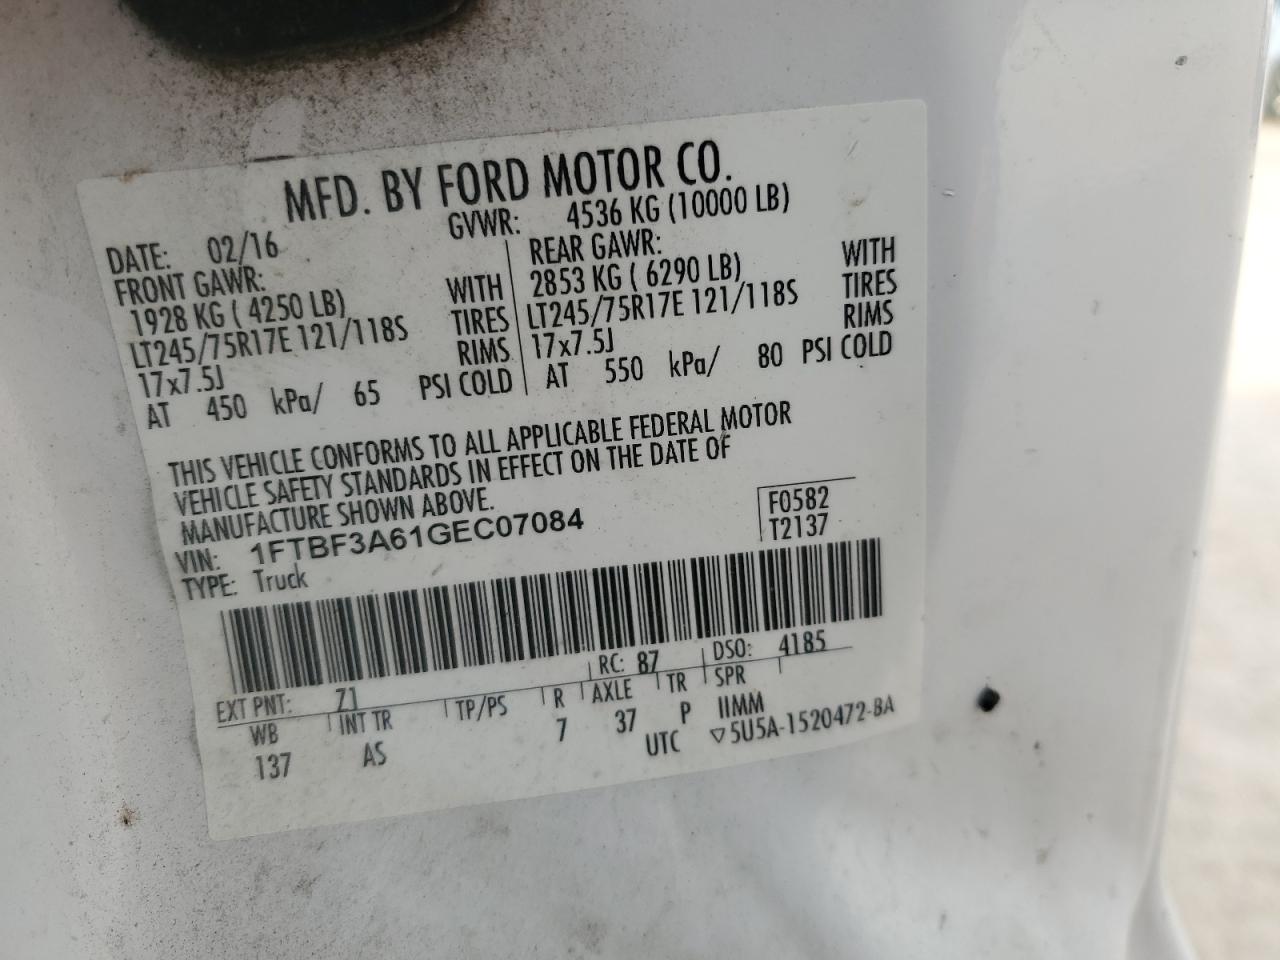 MFD. BY FORD MOTOR CO.
DATE: 02/16 GVWR: 4536 KG (10000 LB)
FRONT GAWR:
1928 KG ( 4250 LB) WITH
LT245/75R17E 121/118S TIRES
17x7.5J RIMS
AT 450 kPa/ 65 PSI COLD
REAR GAWR:
2853 KG ( 6290 LB) WITH
LT245/75R17E 121/118S TIRES
17x7.5J RIMS
AT 550 kPa/ 80 PSI COLD
THIS VEHICLE CONFORMS TO ALL APPLICABLE FEDERAL MOTOR
VEHICLE SAFETY STANDARDS IN EFFECT ON THE DATE OF
MANUFACTURE SHOWN ABOVE.
VIN: 1FTBF3A61GEC07084
TYPE: Truck
F0582
T2137
EXT PNT: Z1 RC: 87 DSO: 4185
WB INT TR TP/PS R AXLE TR SPR
137 AS 7 37 P IIMM
UTC ▽5U5A-1520472-BA